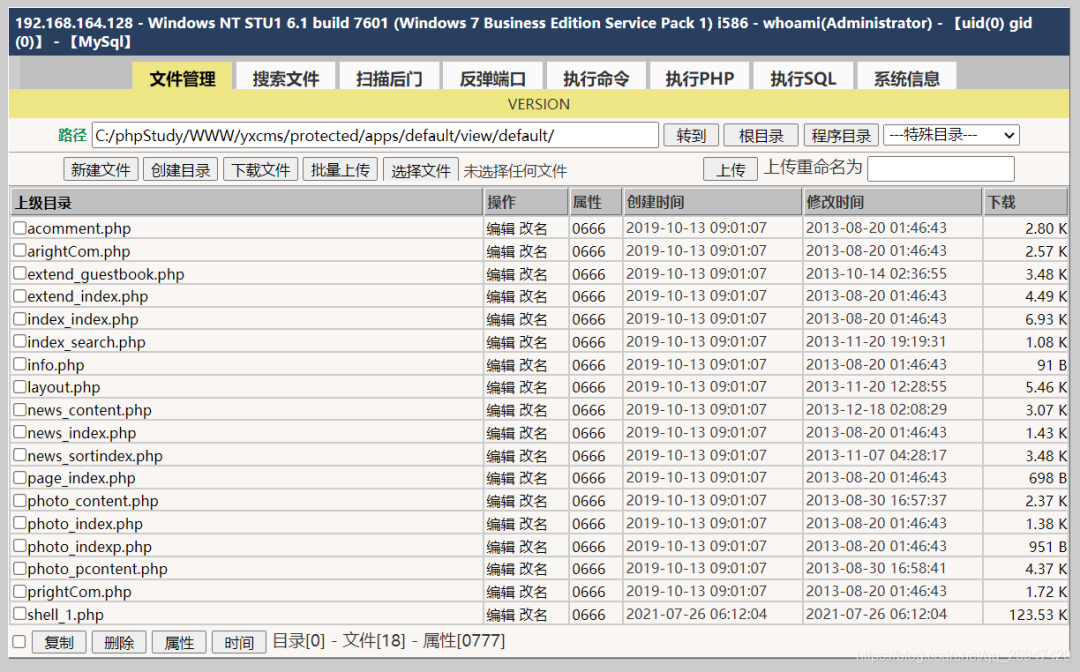 192.168.164.128 - Windows NT STU1 6.1 build 7601 (Windows 7 Business Edition Service Pack 1) i586 - whoami(Administrator) - 【uid(0) gid
(0)】 - 【MySql】
文件管理 搜索文件 扫描后门 反弹端口 执行命令 执行PHP 执行SQL 系统信息
VERSION
路径 C:/phpStudy/WWW/yxcms/protected/apps/default/view/default/ 转到 根目录 程序目录 ---特殊目录---
新建文件 创建目录 下载文件 批量上传 选择文件 未选择任何文件 上传 上传重命名为
上级目录 操作 属性 创建时间 修改时间 下载
acomment.php 编辑 改名 0666 2019-10-13 09:01:07 2013-08-20 01:46:43 2.80 K
arightCom.php 编辑 改名 0666 2019-10-13 09:01:07 2013-08-20 01:46:43 2.57 K
extend_guestbook.php 编辑 改名 0666 2019-10-13 09:01:07 2013-10-14 02:36:55 3.48 K
extend_index.php 编辑 改名 0666 2019-10-13 09:01:07 2013-08-20 01:46:43 4.49 K
index_index.php 编辑 改名 0666 2019-10-13 09:01:07 2013-08-20 01:46:43 6.93 K
index_search.php 编辑 改名 0666 2019-10-13 09:01:07 2013-11-20 19:19:31 1.08 K
info.php 编辑 改名 0666 2019-10-13 09:01:07 2013-08-20 01:46:43 91 B
layout.php 编辑 改名 0666 2019-10-13 09:01:07 2013-11-20 12:28:55 5.46 K
news_content.php 编辑 改名 0666 2019-10-13 09:01:07 2013-12-18 02:08:29 3.07 K
news_index.php 编辑 改名 0666 2019-10-13 09:01:07 2013-08-20 01:46:43 1.43 K
news_sortindex.php 编辑 改名 0666 2019-10-13 09:01:07 2013-11-07 04:28:17 3.48 K
page_index.php 编辑 改名 0666 2019-10-13 09:01:07 2013-08-20 01:46:43 698 B
photo_content.php 编辑 改名 0666 2019-10-13 09:01:07 2013-08-30 16:57:37 2.37 K
photo_index.php 编辑 改名 0666 2019-10-13 09:01:07 2013-08-20 01:46:43 1.38 K
photo_indexp.php 编辑 改名 0666 2019-10-13 09:01:07 2013-08-20 01:46:43 951 B
photo_pcontent.php 编辑 改名 0666 2019-10-13 09:01:07 2013-08-30 16:58:41 4.37 K
prightCom.php 编辑 改名 0666 2019-10-13 09:01:07 2013-08-20 01:46:43 1.72 K
shell_1.php 编辑 改名 0666 2021-07-26 06:12:04 2021-07-26 06:12:04 123.53 K
复制 删除 属性 时间 目录[0] - 文件[18] - 属性[0777]